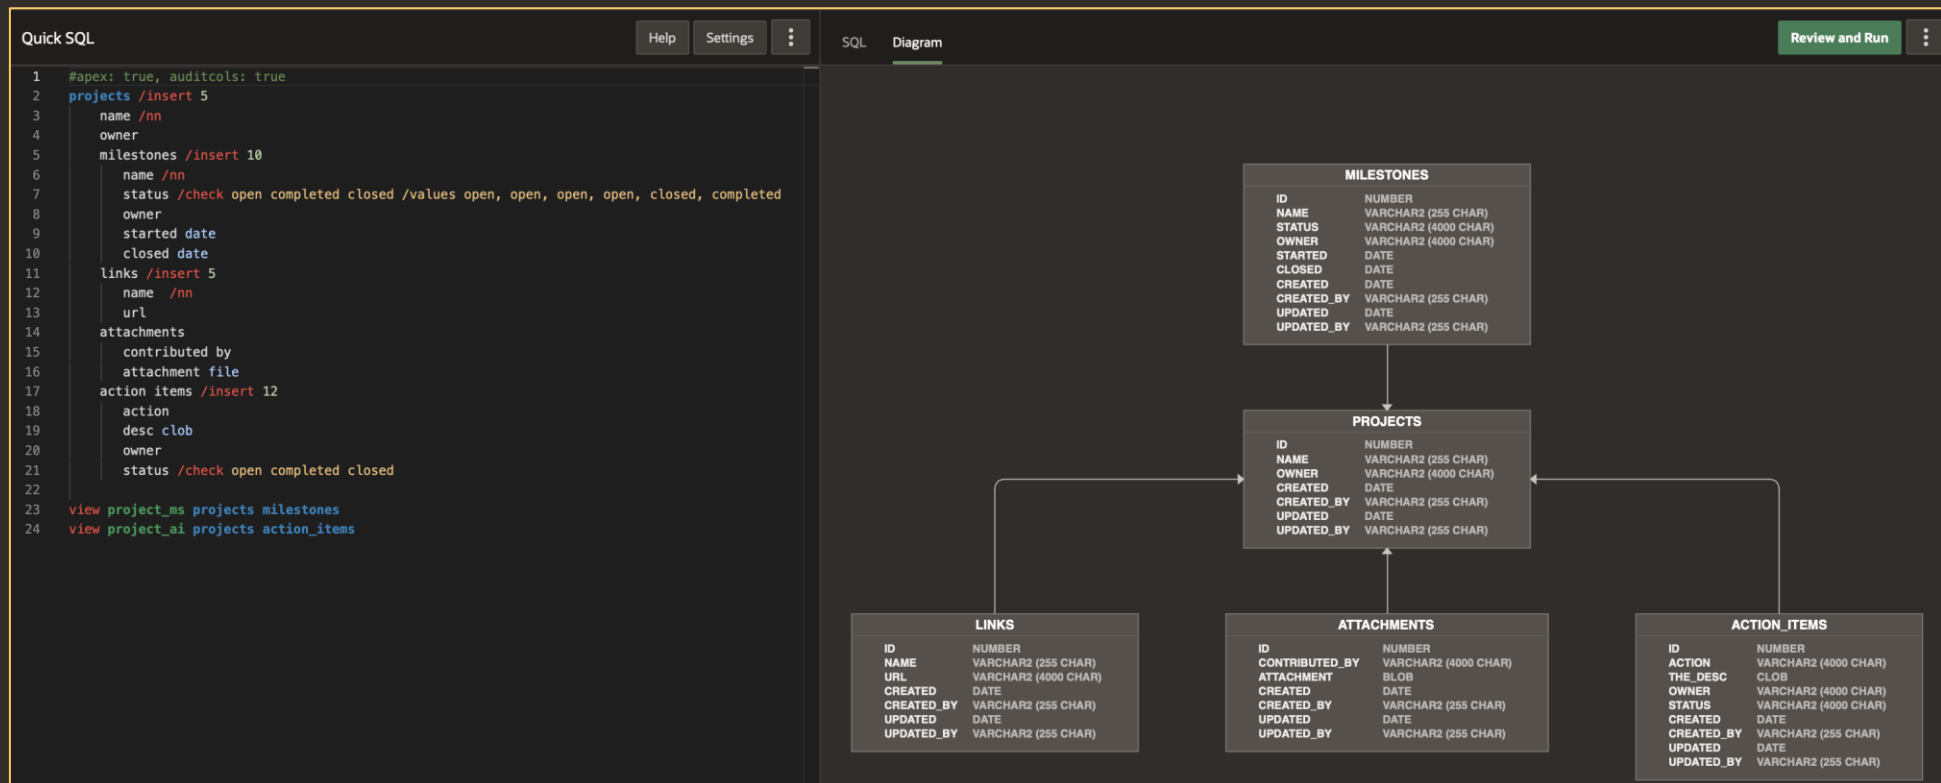 Quick SQL
Help
Settings
1 #apex: true, auditcols: true
2 projects /insert 5
3 name /nn
4 owner
5 milestones /insert 10
6 name /nn
7 status /check open completed closed /values open, open, open, open, closed, completed
8 owner
9 started date
10 closed date
11 links /insert 5
12 name  /nn
13 url
14 attachments
15 contributed by
16 attachment file
17 action items /insert 12
18 action
19 desc clob
20 owner
21 status /check open completed closed
22
23 view project_ms projects milestones
24 view project_ai projects action_items
SQL
Diagram
Review and Run
MILESTONES
ID NUMBER
NAME VARCHAR2 (255 CHAR)
STATUS VARCHAR2 (4000 CHAR)
OWNER VARCHAR2 (4000 CHAR)
STARTED DATE
CLOSED DATE
CREATED DATE
CREATED_BY VARCHAR2 (255 CHAR)
UPDATED DATE
UPDATED_BY VARCHAR2 (255 CHAR)
PROJECTS
ID NUMBER
NAME VARCHAR2 (255 CHAR)
OWNER VARCHAR2 (4000 CHAR)
CREATED DATE
CREATED_BY VARCHAR2 (255 CHAR)
UPDATED DATE
UPDATED_BY VARCHAR2 (255 CHAR)
LINKS
ID NUMBER
NAME VARCHAR2 (255 CHAR)
URL VARCHAR2 (4000 CHAR)
CREATED DATE
CREATED_BY VARCHAR2 (255 CHAR)
UPDATED DATE
UPDATED_BY VARCHAR2 (255 CHAR)
ATTACHMENTS
ID NUMBER
CONTRIBUTED_BY VARCHAR2 (4000 CHAR)
ATTACHMENT BLOB
CREATED DATE
CREATED_BY VARCHAR2 (255 CHAR)
UPDATED DATE
UPDATED_BY VARCHAR2 (255 CHAR)
ACTION_ITEMS
ID NUMBER
ACTION VARCHAR2 (4000 CHAR)
THE_DESC CLOB
OWNER VARCHAR2 (4000 CHAR)
STATUS VARCHAR2 (4000 CHAR)
CREATED DATE
CREATED_BY VARCHAR2 (255 CHAR)
UPDATED DATE
UPDATED_BY VARCHAR2 (255 CHAR)